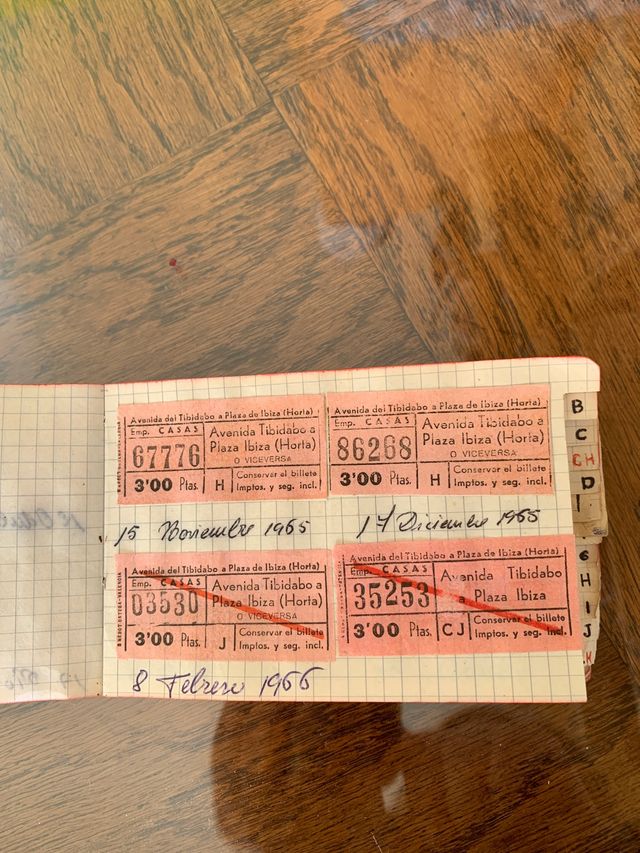 Avenida del Tibidabo a Plaza de Ibiza (Horta)
Emp. CASAS
67776
Avenida Tibidabo a
Plaza Ibiza (Horta)
O VICEVERSA
3'00 Ptas.
H
Conservar el billete
Imptos. y seg. incl.
Avenida del Tibidabo a Plaza de Ibiza (Horta)
Emp. CASAS
86268
Avenida Tibidabo a
Plaza Ibiza (Horta)
O VICEVERSA
3'00 Ptas.
H
Conservar el billete
Imptos. y seg. incl.
15 Noviembre 1965
17 Diciembre 1965
Avenida del Tibidabo a Plaza de Ibiza (Horta)
Emp. CASAS
03530
Avenida Tibidabo a
Plaza Ibiza (Horta)
O VICEVERSA
3'00 Ptas.
J
Conservar el billete
Imptos. y seg. incl.
Avenida del Tibidabo a Plaza de Ibiza (Horta)
Emp. CASAS
35253
Avenida Tibidabo
a Plaza Ibiza
3'00 Ptas.
CJ
Conservar el billete
Imptos. y seg. incl.
8 Febrero 1966
B
C
CH
D
G
H
I
J
K